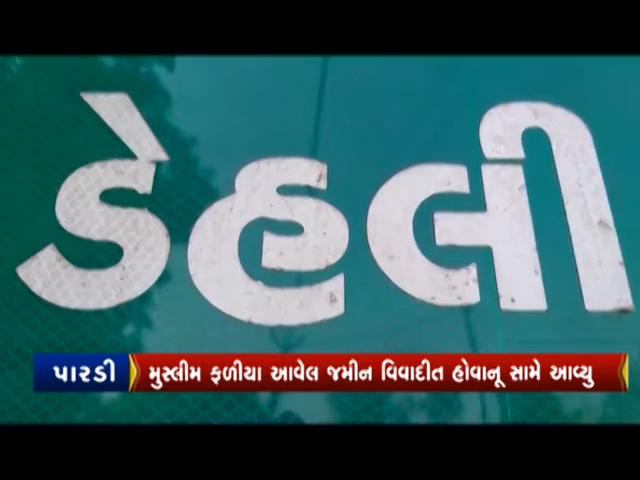 ડેહલી
પારડી
મુસ્લીમ ફળીયા આવેલ જમીન વિવાદીત હોવાનૂ સામે આવ્યુ